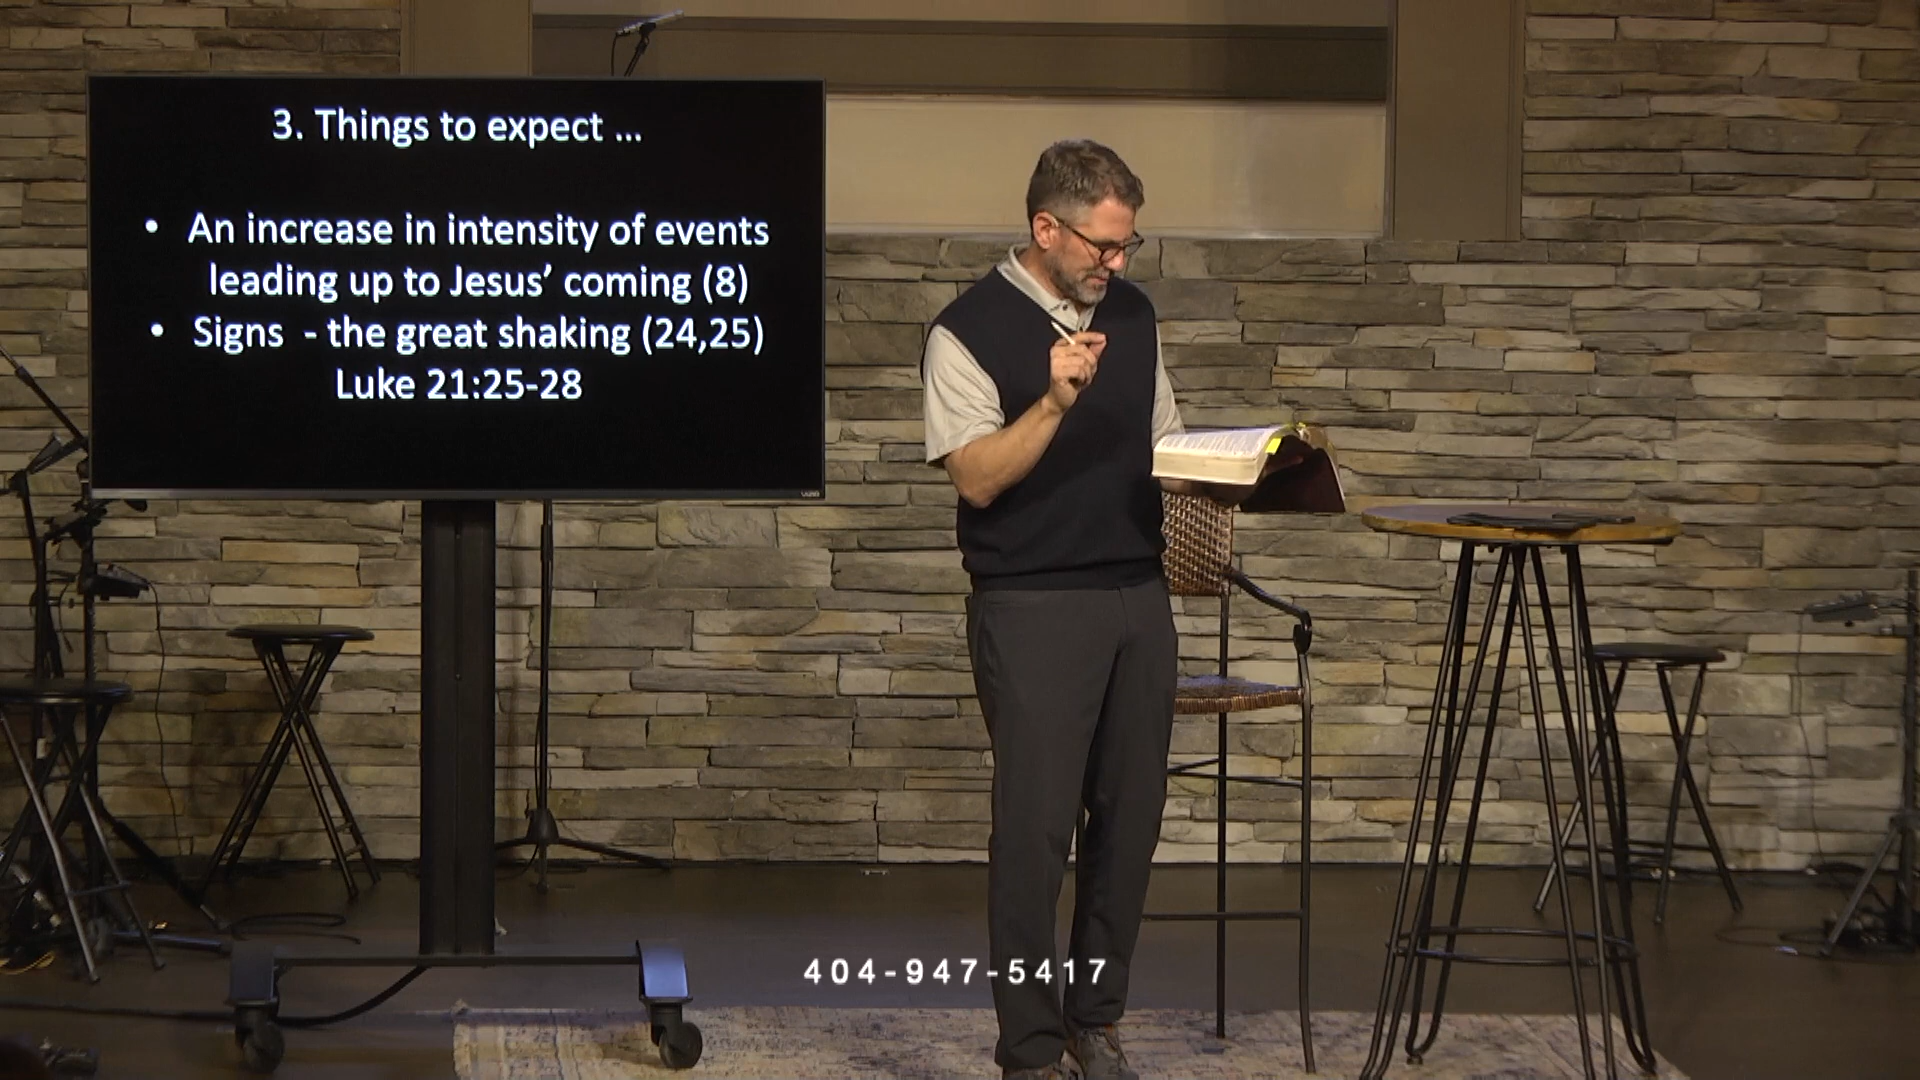 3. Things to expect ...
• An increase in intensity of events
leading up to Jesus’ coming (8)
• Signs - the great shaking (24,25)
Luke 21:25-28
VIZIO
404-947-5417